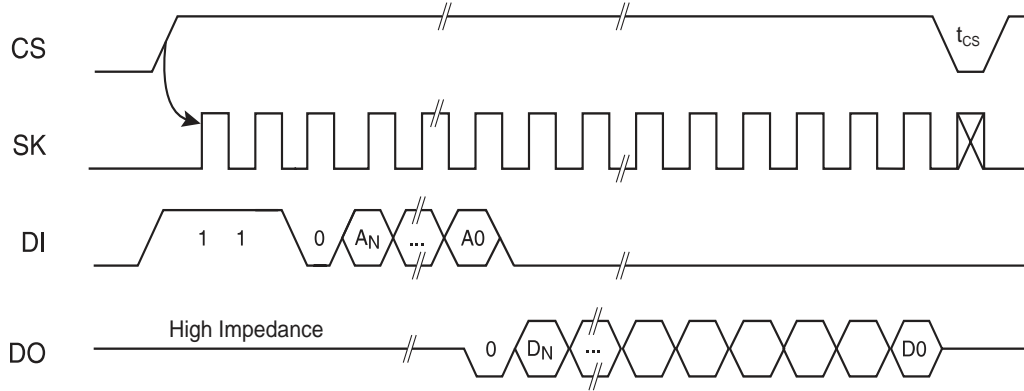 CS
t_CS
SK
DI
1 1 0 A_N ... A0
High Impedance
DO
0 D_N ... D0